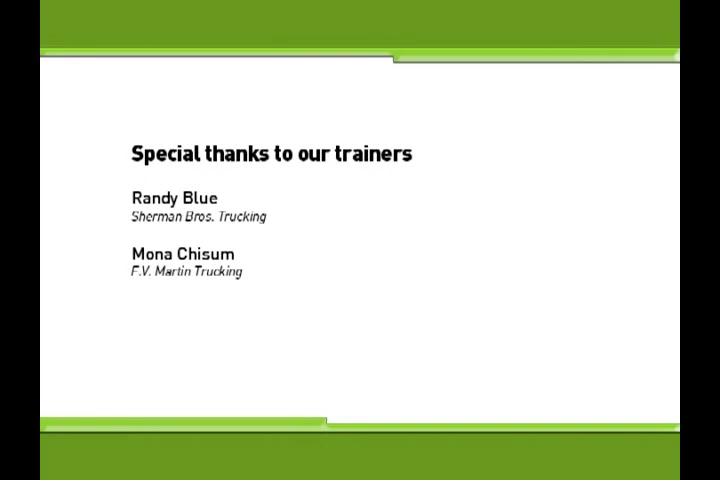 Special thanks to our trainers
Randy Blue
Sherman Bros. Trucking
Mona Chisum
F.V. Martin Trucking